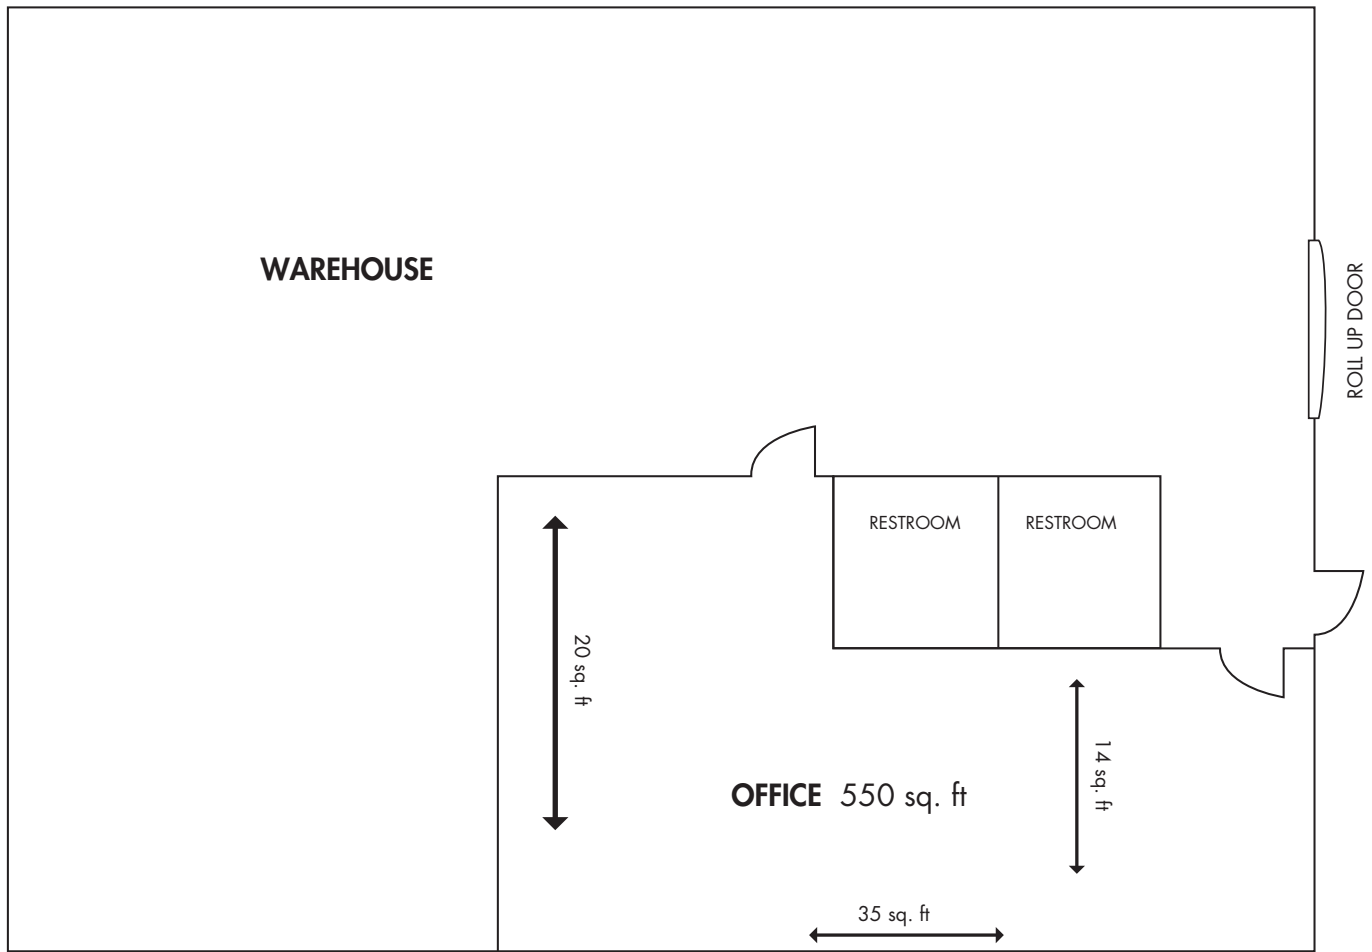 WAREHOUSE
ROLL UP DOOR
RESTROOM
RESTROOM
20 sq. ft
14 sq. ft
OFFICE 550 sq. ft
35 sq. ft